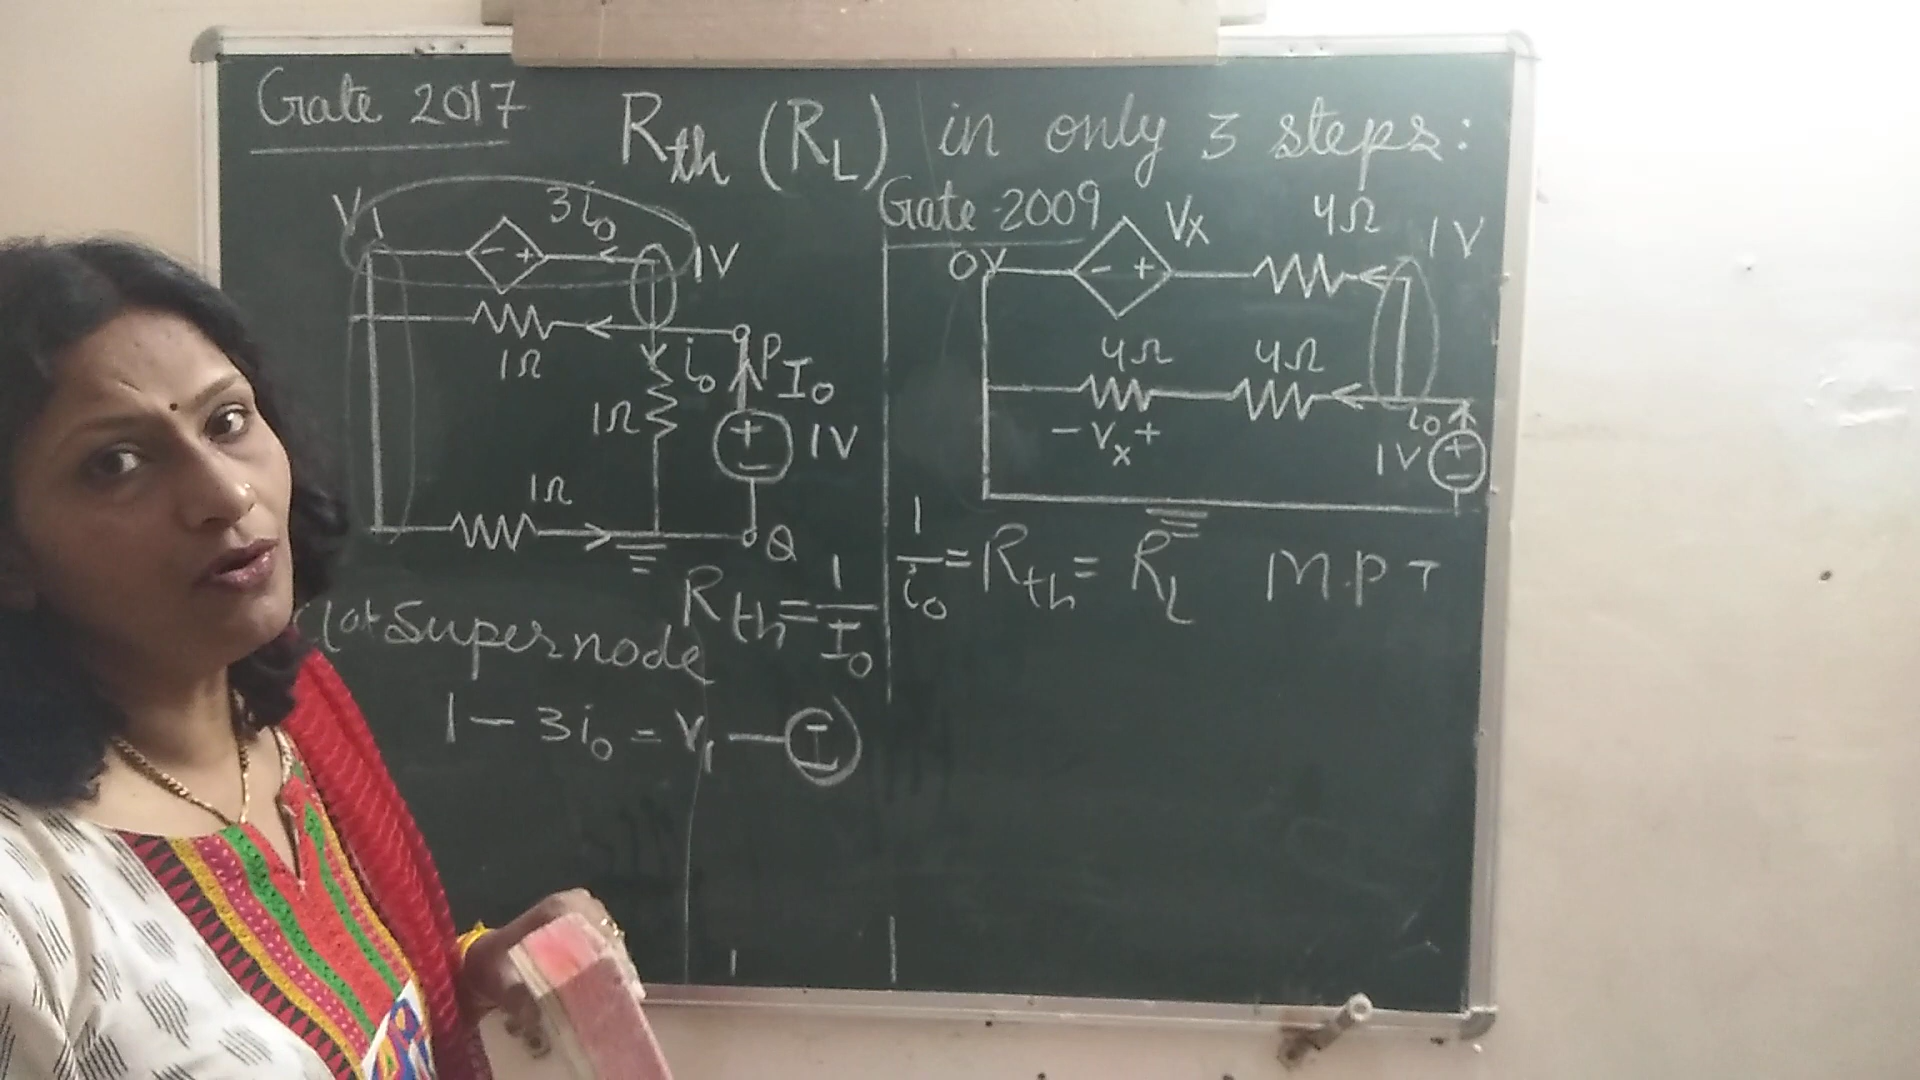 Gate 2017
Rth (RL) in only 3 steps:
V1
3i0
1V
- +
1Ω
P
i0
I0
1Ω
+
-
1V
1Ω
Q
Rth = 1/I0
at Supernode
1 - 3i0 = V1 — I
Gate-2009
0V
- +
Vx
4Ω
1V
4Ω
4Ω
- Vx +
i0
1V
+
-
1/i0 = Rth = RL M.P T